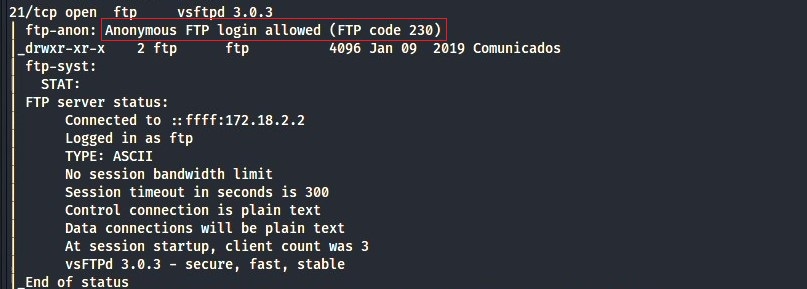 21/tcp open  ftp     vsftpd 3.0.3
| ftp-anon: Anonymous FTP login allowed (FTP code 230)
|_drwxr-xr-x    2 ftp      ftp          4096 Jan 09  2019 Comunicados
| ftp-syst:
|   STAT:
| FTP server status:
|      Connected to ::ffff:172.18.2.2
|      Logged in as ftp
|      TYPE: ASCII
|      No session bandwidth limit
|      Session timeout in seconds is 300
|      Control connection is plain text
|      Data connections will be plain text
|      At session startup, client count was 3
|      vsFTPd 3.0.3 - secure, fast, stable
|_End of status